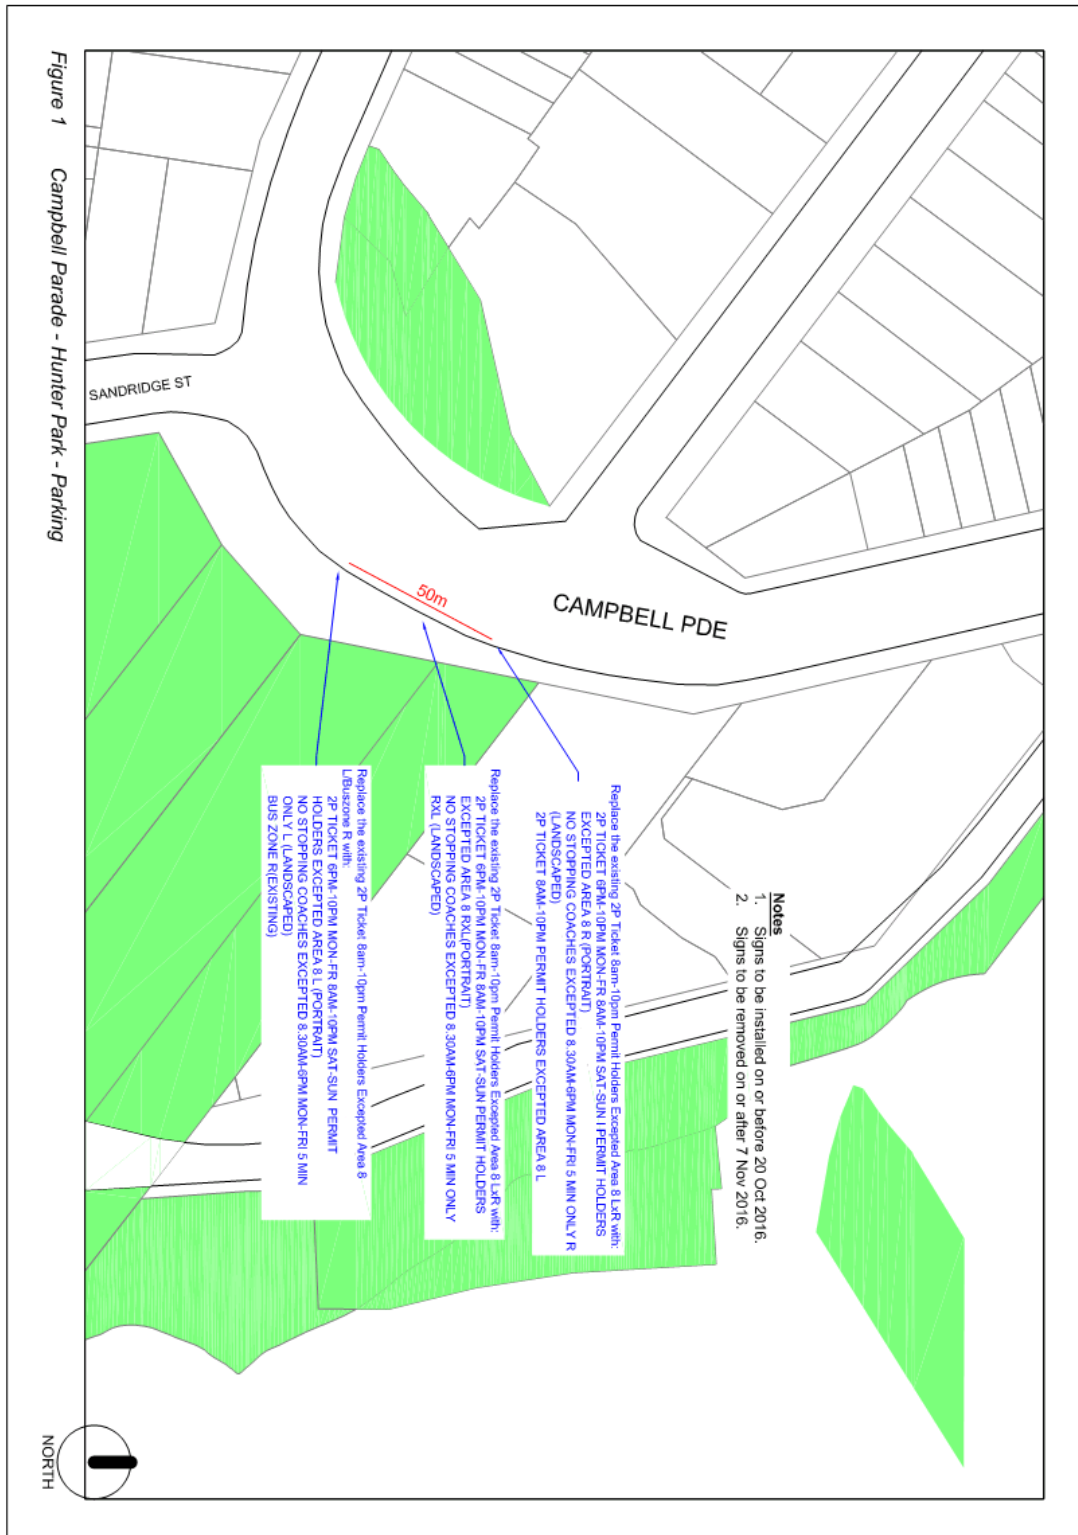 Figure 1 Campbell Parade - Hunter Park - Parking
SANDRIDGE ST
50m
CAMPBELL PDE
Notes
1. Signs to be installed on or before 20 Oct 2016.
2. Signs to be removed on or after 7 Nov 2016.
Replace the existing 2P Ticket 8am-10pm Permit Holders Excepted Area 8 LxR with:
2P TICKET 6PM-10PM MON-FR 8AM-10PM SAT-SUN I PERMIT HOLDERS
EXCEPTED AREA 8 R (PORTRAIT)
NO STOPPING COACHES EXCEPTED 8.30AM-6PM MON-FRI 5 MIN ONLY R
(LANDSCAPED)
2P TICKET 8AM-10PM PERMIT HOLDERS EXCEPTED AREA 8 L
Replace the existing 2P Ticket 8am-10pm Permit Holders Excepted Area 8 LxR with:
2P TICKET 6PM-10PM MON-FR 8AM-10PM SAT-SUN PERMIT HOLDERS
EXCEPTED AREA 8 RXL(PORTRAIT)
NO STOPPING COACHES EXCEPTED 8.30AM-6PM MON-FRI 5 MIN ONLY
RXL (LANDSCAPED)
Replace the existing 2P Ticket 8am-10pm Permit Holders Excepted Area 8
L/Buszone R with:
2P TICKET 6PM-10PM MON-FR 8AM-10PM SAT-SUN PERMIT
HOLDERS EXCEPTED AREA 8 L (PORTRAIT)
NO STOPPING COACHES EXCEPTED 8.30AM-6PM MON-FRI 5 MIN
ONLY L (LANDSCAPED)
BUS ZONE R(EXISTING)
NORTH